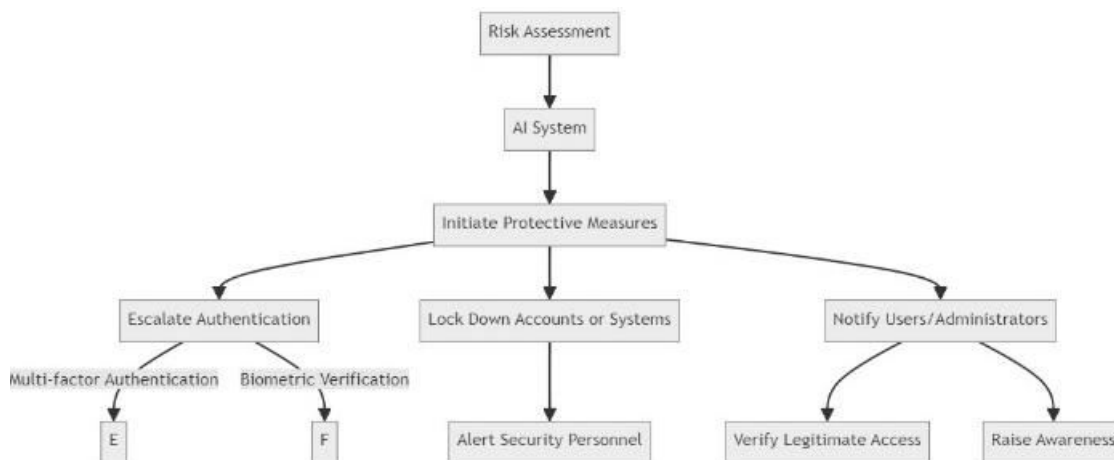 Risk Assessment
AI System
Initiate Protective Measures
Escalate Authentication
Lock Down Accounts or Systems
Notify Users/Administrators
Multi-factor Authentication
Biometric Verification
E
F
Alert Security Personnel
Verify Legitimate Access
Raise Awareness